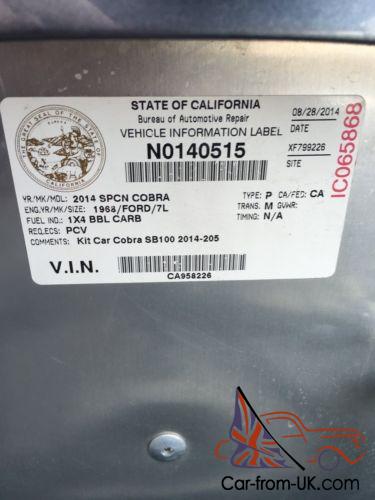 STATE OF CALIFORNIA
Bureau of Automotive Repair
VEHICLE INFORMATION LABEL
N0140515
08/28/2014
DATE
XF799226
SITE
IC065868
YR/MK/MDL: 2014 SPCN COBRA
ENG.YR/MK/SIZE: 1968/FORD/7L
FUEL IND.: 1X4 BBL CARB
REQ.ECS: PCV
COMMENTS: Kit Car Cobra SB100 2014-205
TYPE: P CA/FED: CA
TRANS. M GVWR:
TIMING: N/A
V.I.N.
CA958226
Car-from-UK.com